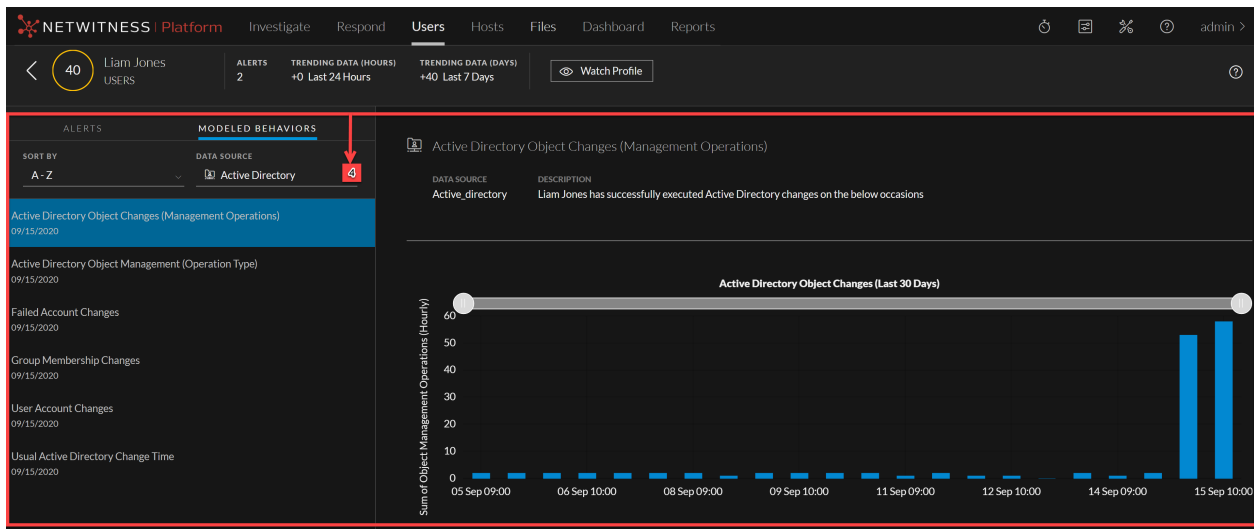 NETWITNESS Platform Investigate Respond Users Hosts Files Dashboard Reports admin >
40 Liam Jones USERS
ALERTS 2
TRENDING DATA (HOURS) +0 Last 24 Hours
TRENDING DATA (DAYS) +40 Last 7 Days
Watch Profile
ALERTS MODELED BEHAVIORS
SORT BY DATA SOURCE
A - Z Active Directory 4
Active Directory Object Changes (Management Operations)
09/15/2020
Active Directory Object Management (Operation Type)
09/15/2020
Failed Account Changes
09/15/2020
Group Membership Changes
09/15/2020
User Account Changes
09/15/2020
Usual Active Directory Change Time
09/15/2020
Active Directory Object Changes (Management Operations)
DATA SOURCE DESCRIPTION
Active_directory Liam Jones has successfully executed Active Directory changes on the below occasions
Active Directory Object Changes (Last 30 Days)
Sum of Object Management Operations (Hourly)
60
50
40
30
20
10
0
05 Sep 09:00 06 Sep 10:00 08 Sep 09:00 09 Sep 10:00 11 Sep 09:00 12 Sep 10:00 14 Sep 09:00 15 Sep 10:00